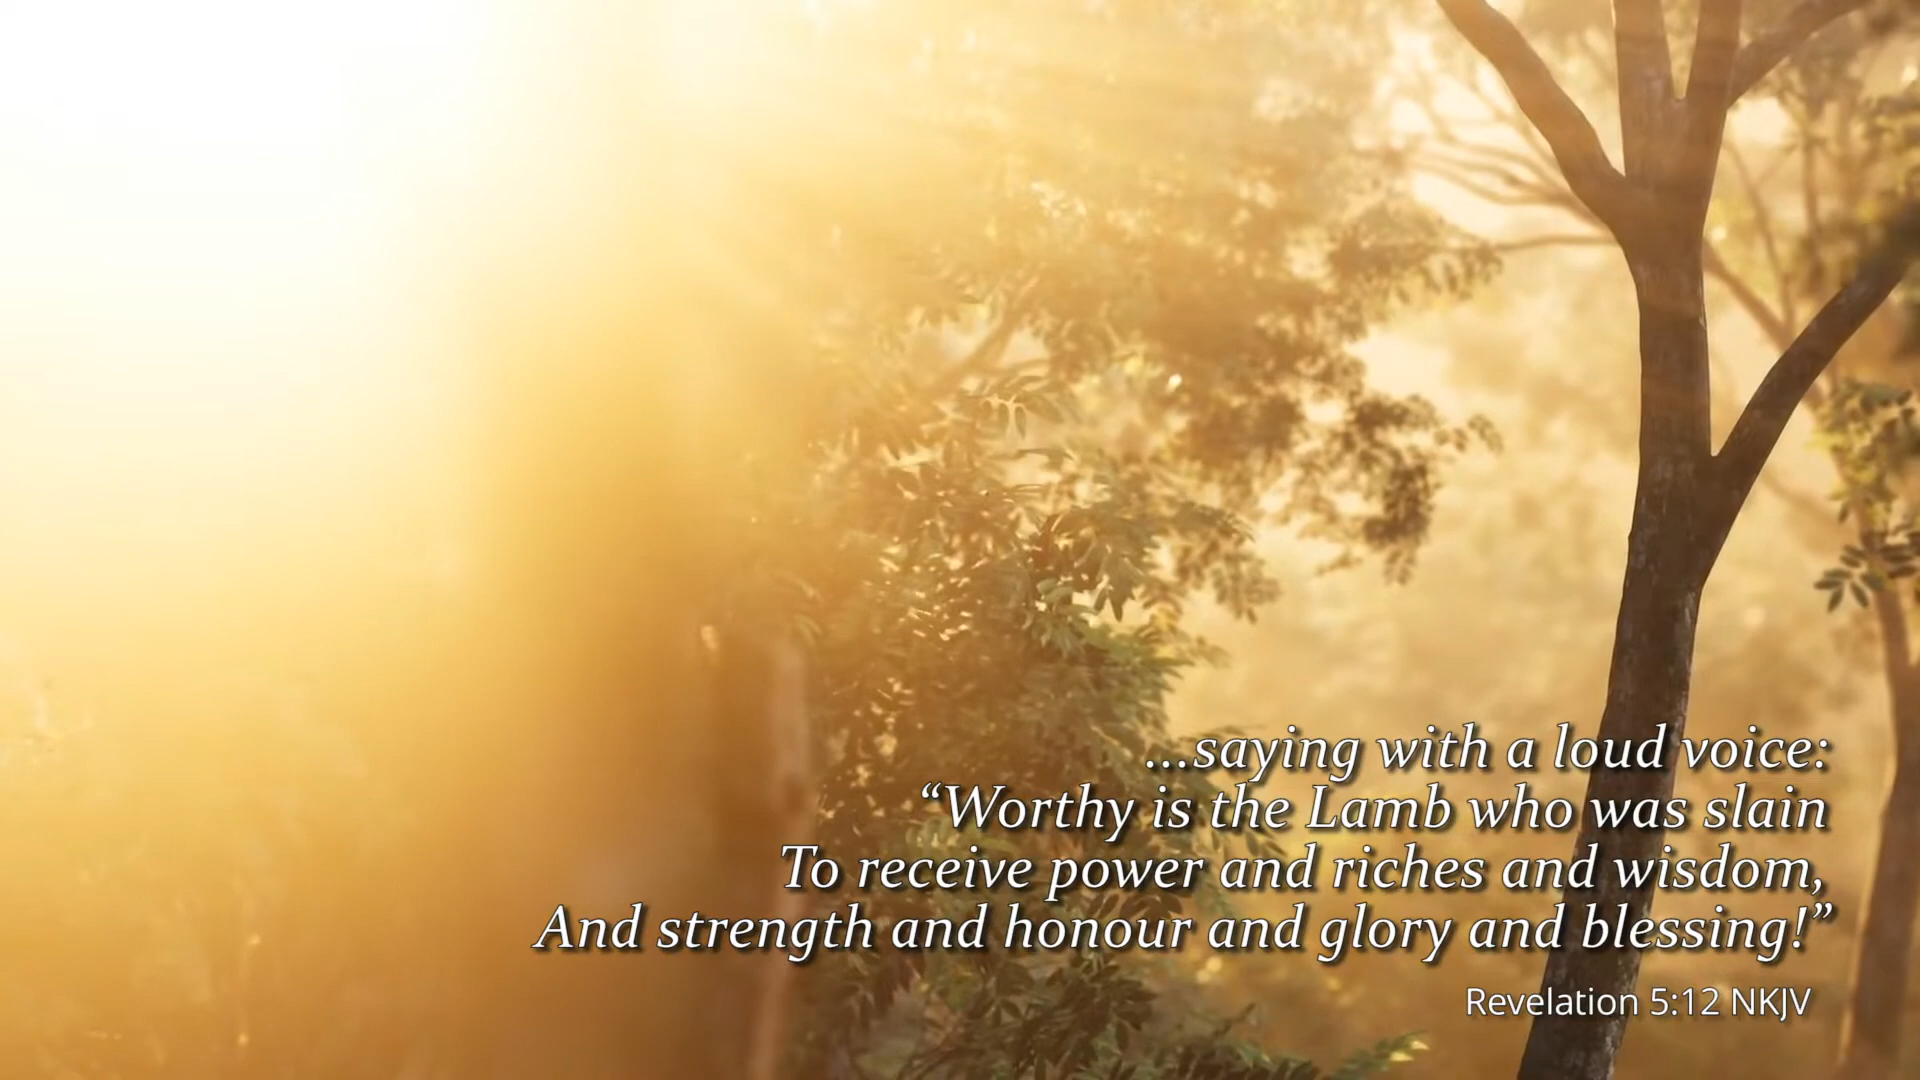 ...saying with a loud voice:
“Worthy is the Lamb who was slain
To receive power and riches and wisdom,
And strength and honour and glory and blessing!”
Revelation 5:12 NKJV